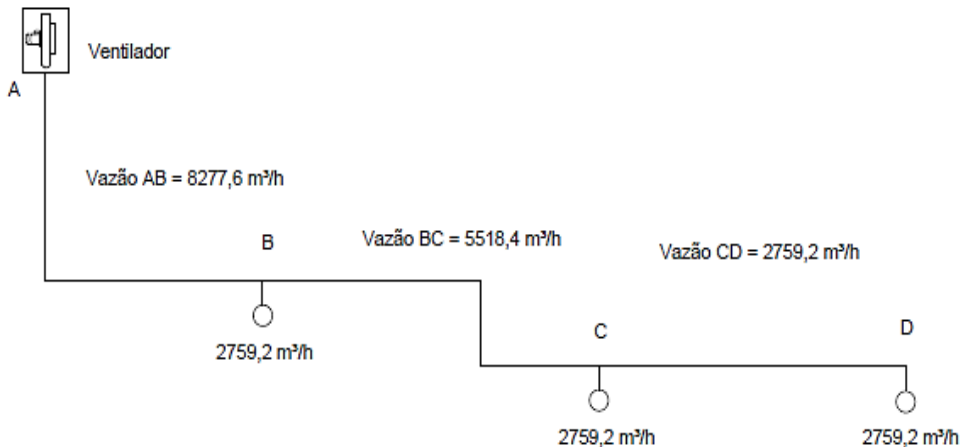 Ventilador
A
Vazão AB = 8277,6 m³/h
B
Vazão BC = 5518,4 m³/h
Vazão CD = 2759,2 m³/h
2759,2 m³/h
C
D
2759,2 m³/h
2759,2 m³/h